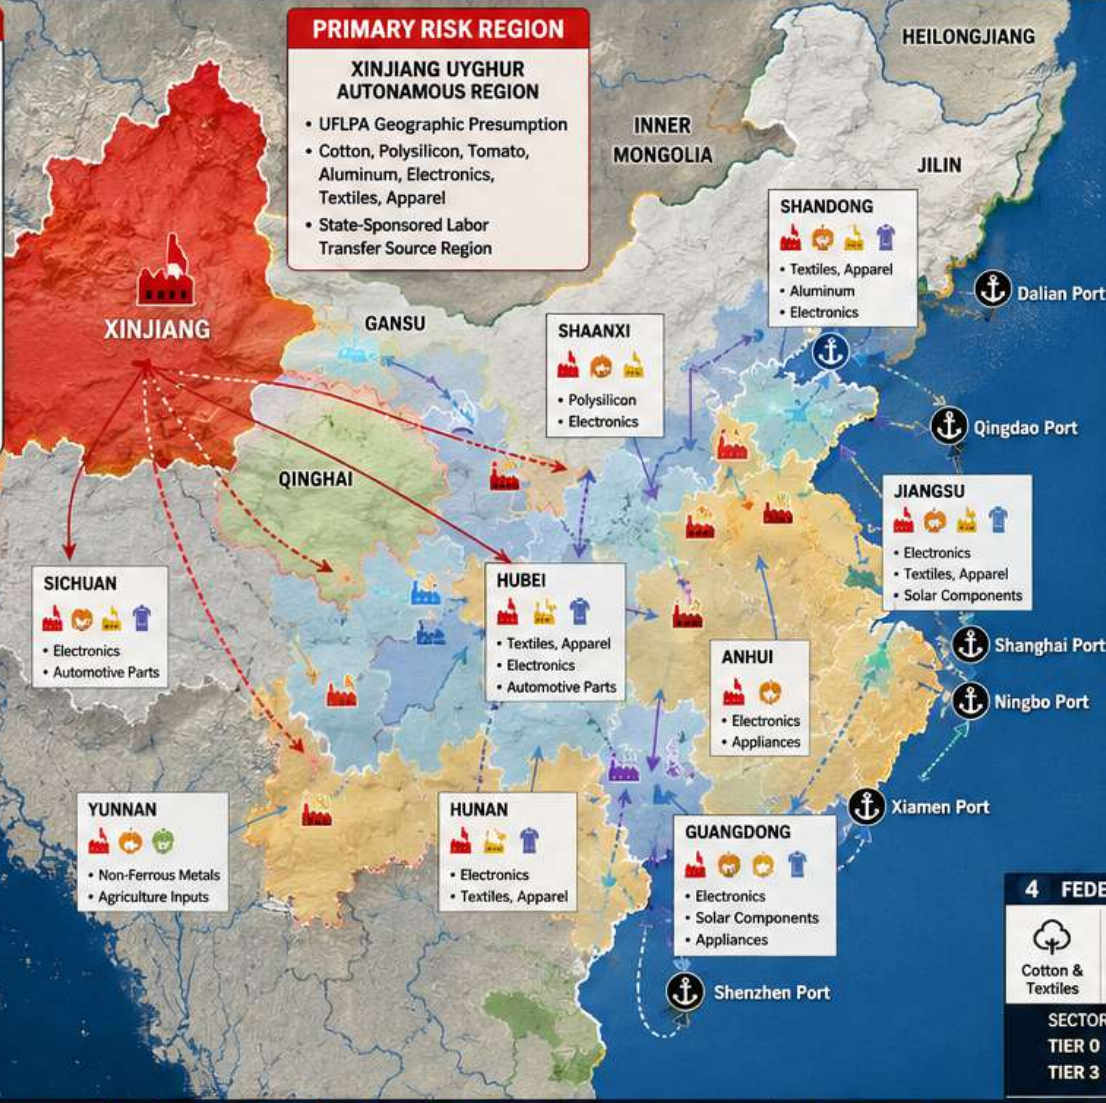 PRIMARY RISK REGION
XINJIANG UYGHUR
AUTONAMOUS REGION
• UFLPA Geographic Presumption
• Cotton, Polysilicon, Tomato,
Aluminum, Electronics,
Textiles, Apparel
• State-Sponsored Labor
Transfer Source Region
HEILONGJIANG
INNER
MONGOLIA
JILIN
SHANDONG
• Textiles, Apparel
• Aluminum
• Electronics
Dalian Port
XINJIANG
GANSU
SHAANXI
• Polysilicon
• Electronics
Qingdao Port
QINGHAI
JIANGSU
• Electronics
• Textiles, Apparel
• Solar Components
SICHUAN
• Electronics
• Automotive Parts
HUBEI
• Textiles, Apparel
• Electronics
• Automotive Parts
Shanghai Port
ANHUI
• Electronics
• Appliances
Ningbo Port
YUNNAN
• Non-Ferrous Metals
• Agriculture Inputs
HUNAN
• Electronics
• Textiles, Apparel
Xiamen Port
GUANGDONG
• Electronics
• Solar Components
• Appliances
Shenzhen Port
4 FEDE
Cotton &
Textiles
SECTOR
TIER 0
TIER 3